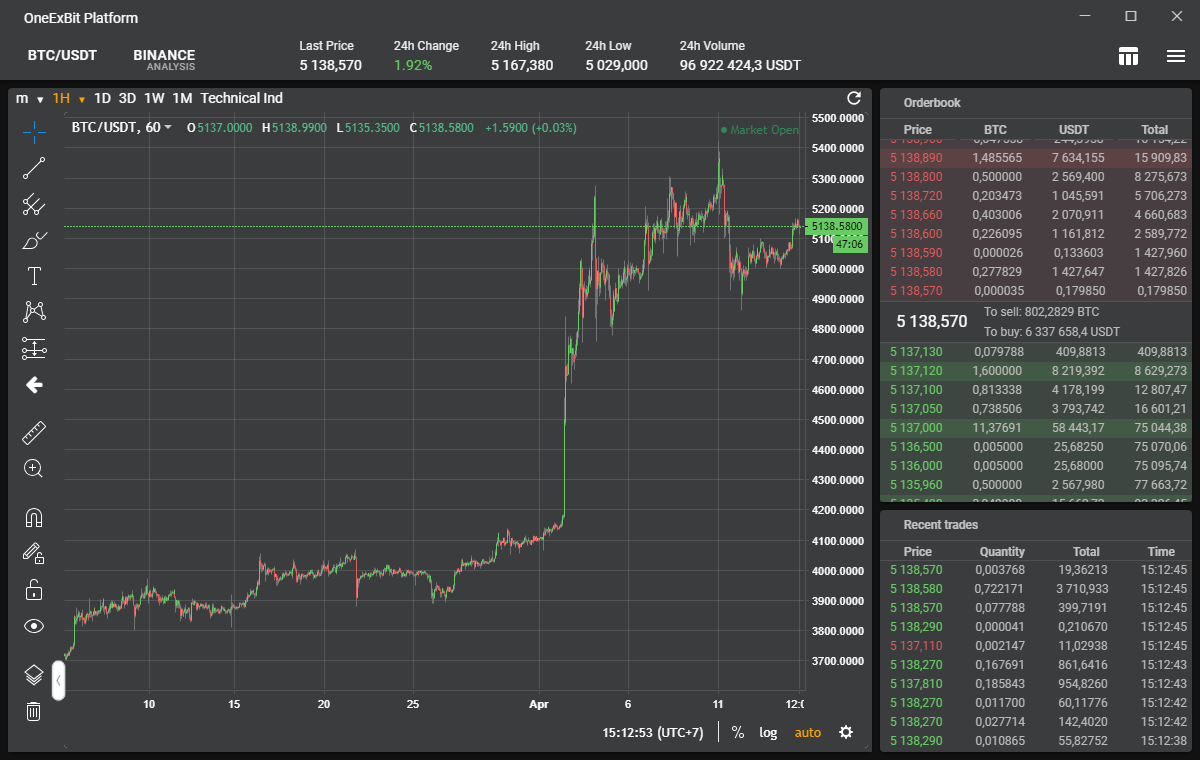 OneExBit Platform
BTC/USDT
BINANCE
ANALYSIS
Last Price
5 138,570
24h Change
1.92%
24h High
5 167,380
24h Low
5 029,000
24h Volume
96 922 424,3 USDT
m 1H 1D 3D 1W 1M Technical Ind
BTC/USDT, 60 O5137.0000 H5138.9900 L5135.3500 C5138.5800 +1.5900 (+0.03%)
Market Open
5500.0000
5400.0000
5300.0000
5200.0000
5138.5800
47:06
5000.0000
4900.0000
4800.0000
4700.0000
4600.0000
4500.0000
4400.0000
4300.0000
4200.0000
4100.0000
4000.0000
3900.0000
3800.0000
3700.0000
10 15 20 25 Apr 6 11
15:12:53 (UTC+7) % log auto
Orderbook
Price BTC USDT Total
5 138,890 1,485565 7 634,155 15 909,83
5 138,800 0,500000 2 569,400 8 275,673
5 138,720 0,203473 1 045,591 5 706,273
5 138,660 0,403006 2 070,911 4 660,683
5 138,600 0,226095 1 161,812 2 589,772
5 138,590 0,000026 0,133603 1 427,960
5 138,580 0,277829 1 427,647 1 427,826
5 138,570 0,000035 0,179850 0,179850
5 138,570
To sell: 802,2829 BTC
To buy: 6 337 658,4 USDT
5 137,130 0,079788 409,8813 409,8813
5 137,120 1,600000 8 219,392 8 629,273
5 137,100 0,813338 4 178,199 12 807,47
5 137,050 0,738506 3 793,742 16 601,21
5 137,000 11,37691 58 443,17 75 044,38
5 136,500 0,005000 25,68250 75 070,06
5 136,000 0,005000 25,68000 75 095,74
5 135,960 0,500000 2 567,980 77 663,72
Recent trades
Price Quantity Total Time
5 138,570 0,003768 19,36213 15:12:45
5 138,580 0,722171 3 710,933 15:12:45
5 138,570 0,077788 399,7191 15:12:45
5 138,290 0,000041 0,210670 15:12:45
5 137,110 0,002147 11,02938 15:12:45
5 138,270 0,167691 861,6416 15:12:43
5 137,810 0,185843 954,8260 15:12:43
5 138,270 0,011700 60,11776 15:12:42
5 138,270 0,027714 142,4020 15:12:42
5 138,290 0,010865 55,82752 15:12:38